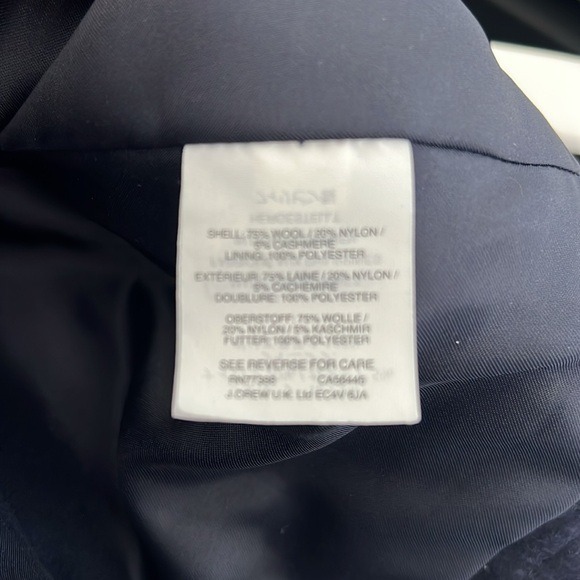 SHELL: 75% WOOL / 20% NYLON /
5% CASHMERE
LINING: 100% POLYESTER
EXTÉRIEUR: 75% LAINE / 20% NYLON /
5% CACHEMIRE
DOUBLURE: 100% POLYESTER
OBERSTOFF: 75% WOLLE /
20% NYLON / 5% KASCHMIR
FUTTER: 100% POLYESTER
SEE REVERSE FOR CARE
RN77388 CA56445
J.CREW U.K. Ltd EC4V 6JA